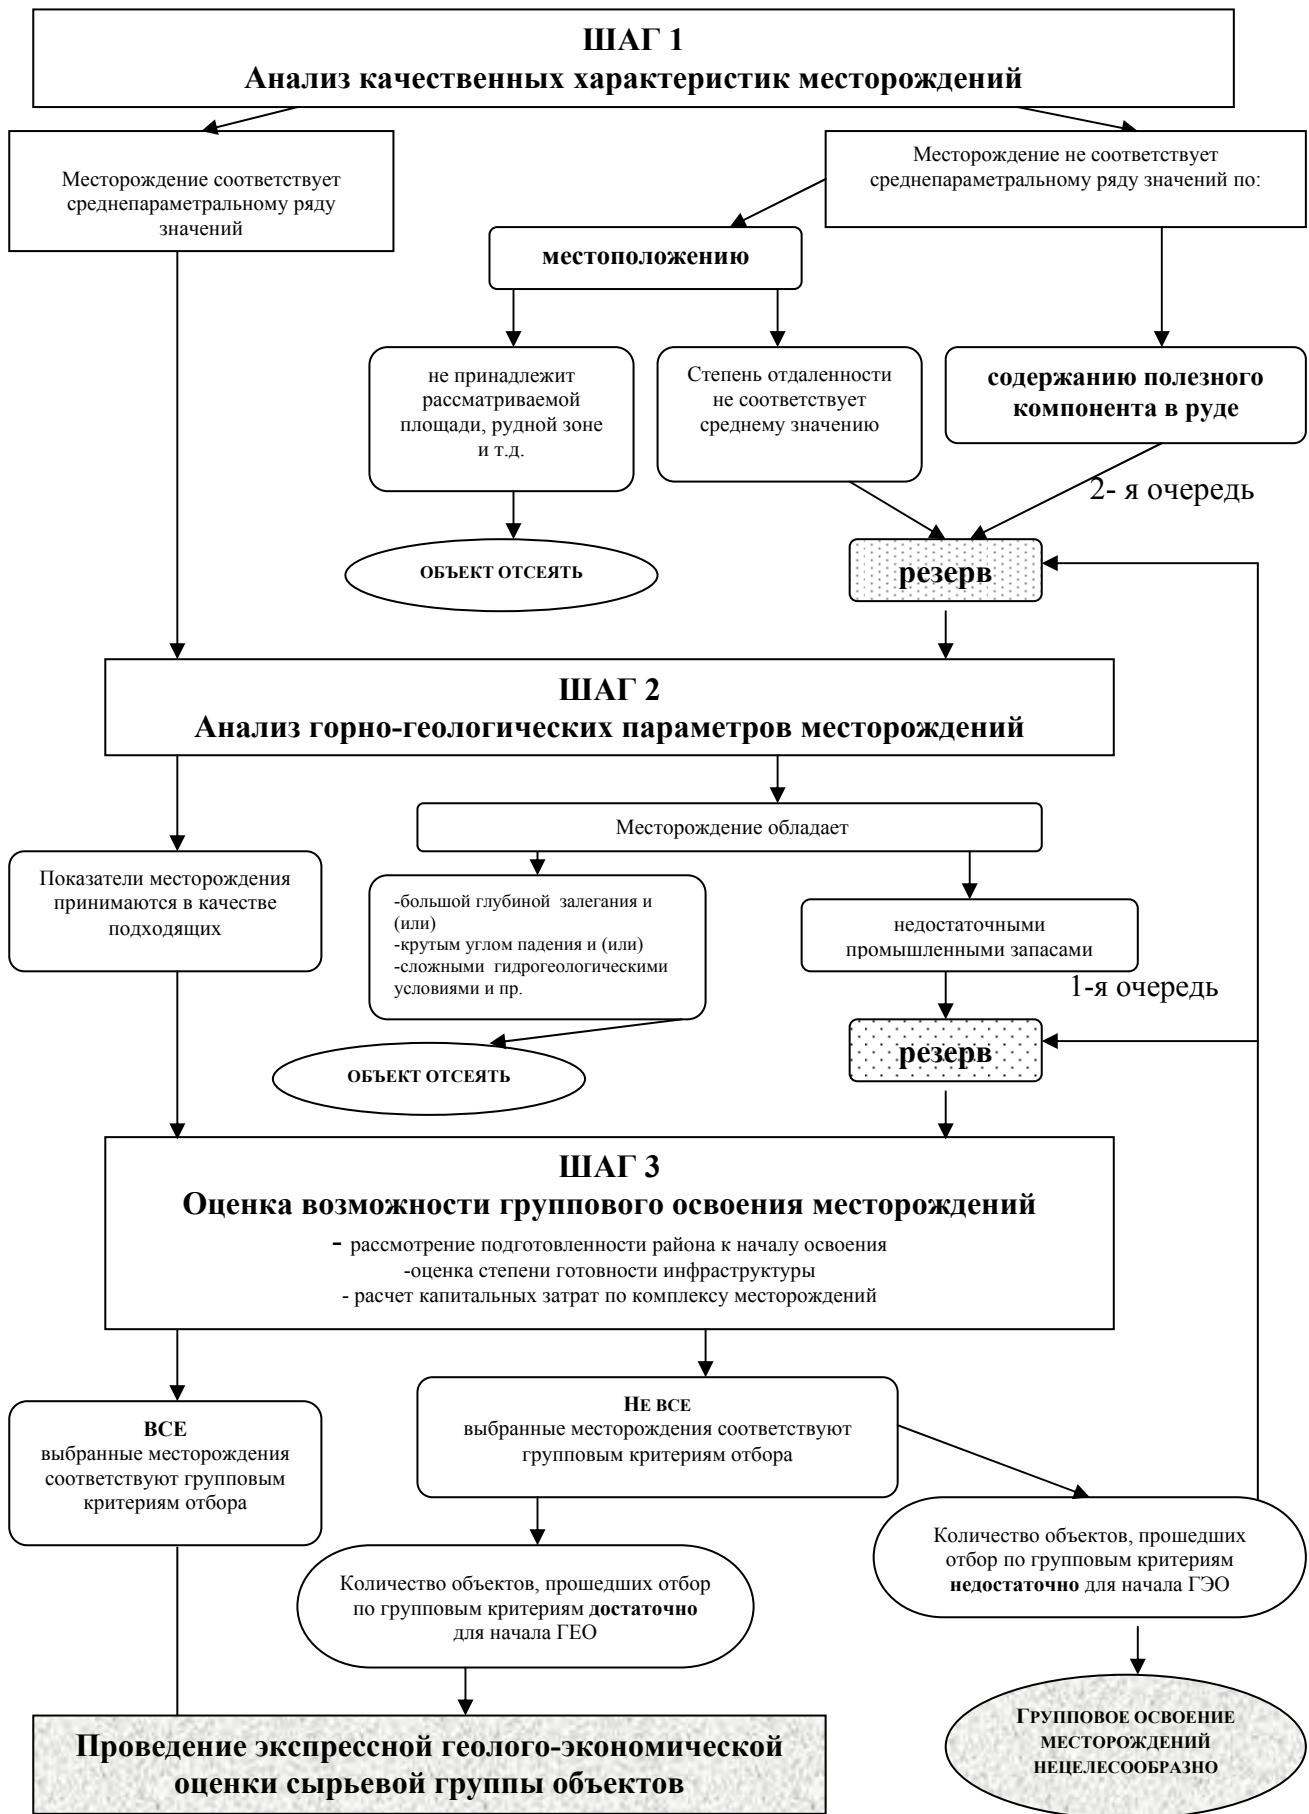 ШАГ 1
Анализ качественных характеристик месторождений
Месторождение соответствует
среднепараметральному ряду
значений
Месторождение не соответствует
среднепараметральному ряду значений по:
местоположению
не принадлежит
рассматриваемой
площади, рудной зоне
и т.д.
Степень отдаленности
не соответствует
среднему значению
содержанию полезного
компонента в руде
2- я очередь
ОБЪЕКТ ОТСЕЯТЬ
резерв
ШАГ 2
Анализ горно-геологических параметров месторождений
Месторождение обладает
Показатели месторождения
принимаются в качестве
подходящих
-большой глубиной залегания и
(или)
-крутым углом падения и (или)
-сложными гидрогеологическими
условиями и пр.
недостаточными
промышленными запасами
1-я очередь
резерв
ОБЪЕКТ ОТСЕЯТЬ
ШАГ 3
Оценка возможности группового освоения месторождений
- рассмотрение подготовленности района к началу освоения
-оценка степени готовности инфраструктуры
- расчет капитальных затрат по комплексу месторождений
ВСЕ
выбранные месторождения
соответствуют групповым
критериям отбора
НЕ ВСЕ
выбранные месторождения соответствуют
групповым критериям отбора
Количество объектов, прошедших
отбор по групповым критериям
недостаточно для начала ГЭО
Количество объектов, прошедших отбор
по групповым критериям достаточно
для начала ГЕО
ГРУППОВОЕ ОСВОЕНИЕ
МЕСТОРОЖДЕНИЙ
НЕЦЕЛЕСООБРАЗНО
Проведение экспрессной геолого-экономической
оценки сырьевой группы объектов